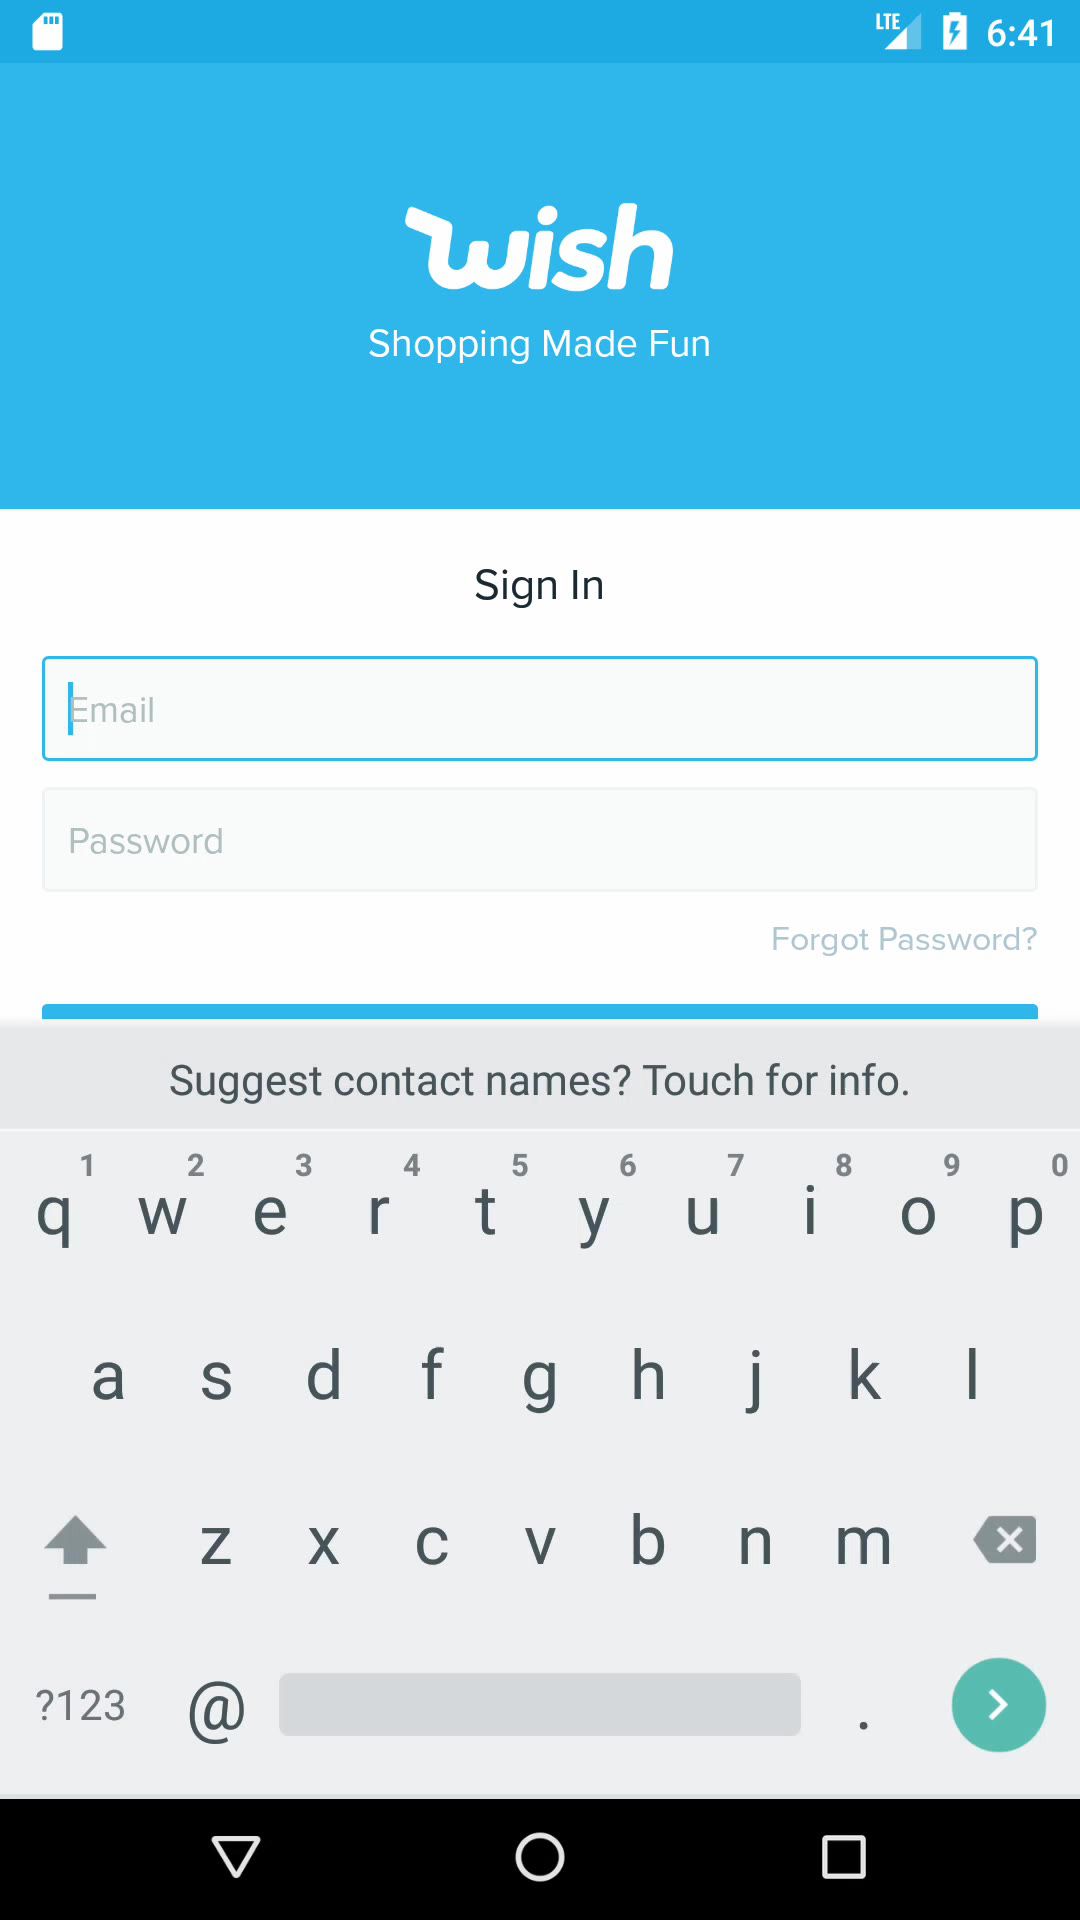 LTE 6:41
wish
Shopping Made Fun
Sign In
Email
Password
Forgot Password?
Suggest contact names? Touch for info.
1 2 3 4 5 6 7 8 9 0
q w e r t y u i o p
a s d f g h j k l
z x c v b n m
?123 @ .